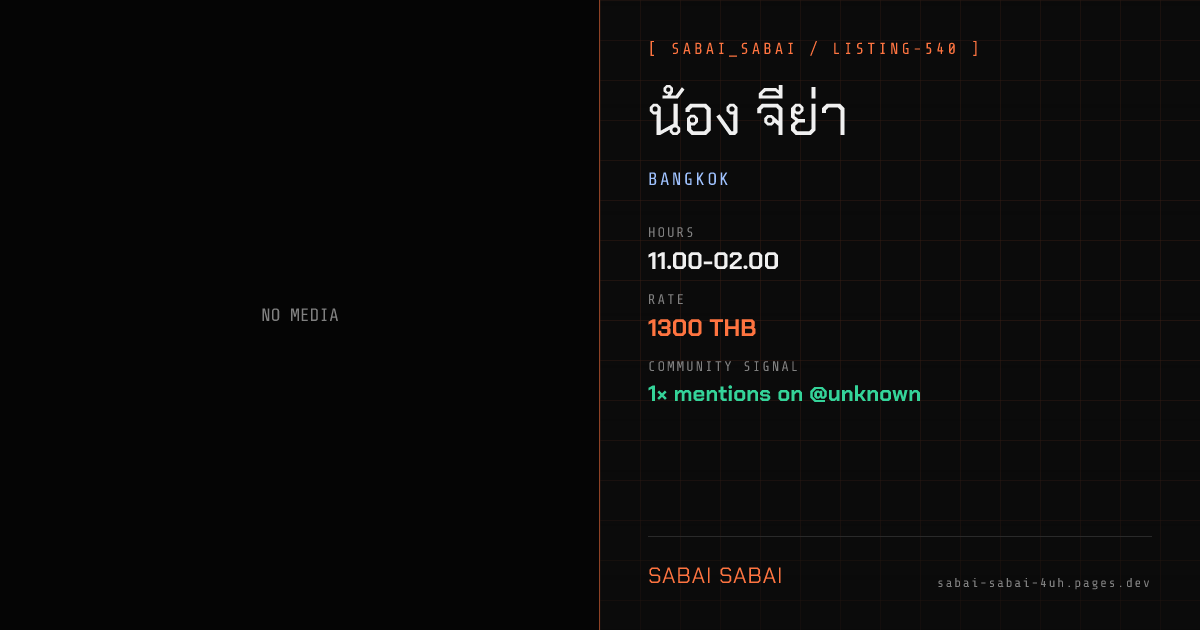 NO MEDIA
[ SABAI_SABAI / LISTING-540 ]
น้อง จีย่า
BANGKOK
HOURS
11.00-02.00
RATE
1300 THB
COMMUNITY SIGNAL
1× mentions on @unknown
SABAI SABAI
sabai-sabai-4uh.pages.dev